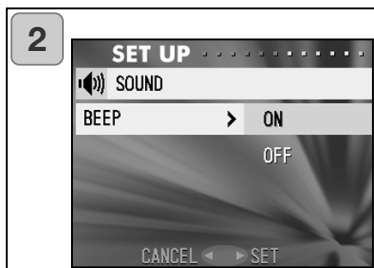 2
SET UP
SOUND
BEEP > ON
OFF
CANCEL ◄ ► SET